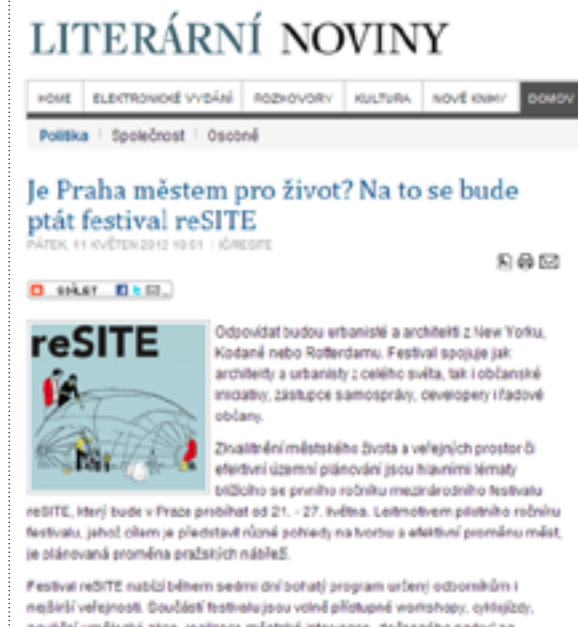 LITERÁRNÍ NOVINY
HOME ELEKTRONICKÉ VYDÁNÍ ROZHOVORY KULTURA NOVÉ KNIHY DOMOV
Politika Společnost Osobně
Je Praha městem pro život? Na to se bude
ptát festival reSITE
PÁTEK, 11 KVĚTEN 2012 10:51 | IČ/RESITE
SDÍLET
reSITE
Odpovídat budou urbanisté a architekti z New Yorku,
Kodaně nebo Rotterdamu. Festival spojuje jak
architekty a urbanisty z celého světa, tak i občanské
iniciativy, zástupce samosprávy, developery i řadové
občany.
Zkvalitnění městského života a veřejných prostor či
efektivní územní plánování jsou hlavními tématy
blížícího se prvního ročníku mezinárodního festivalu
reSITE, který bude v Praze probíhat od 21. - 27. května. Leitmotivem pilotního ročníku
festivalu, jehož cílem je představit různé pohledy na tvorbu a efektivní proměnu měst,
je plánovaná proměna pražských nábřeží.
Festival reSITE nabízí během sedmi dní bohatý program určený odborníkům i
nejširší veřejnosti. Součástí festivalu jsou volně přístupné workshopy, cyklojízdy,